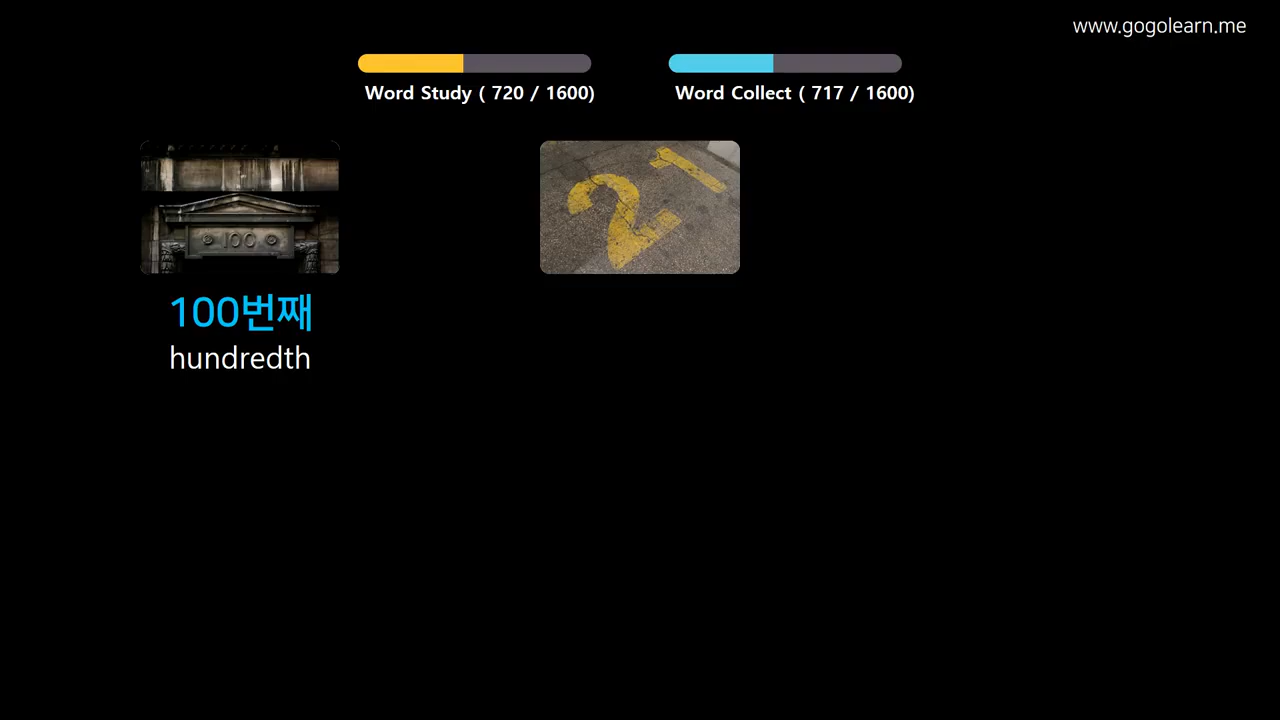 www.gogolearn.me
Word Study ( 720 / 1600)
Word Collect ( 717 / 1600)
100
21
100번째
hundredth